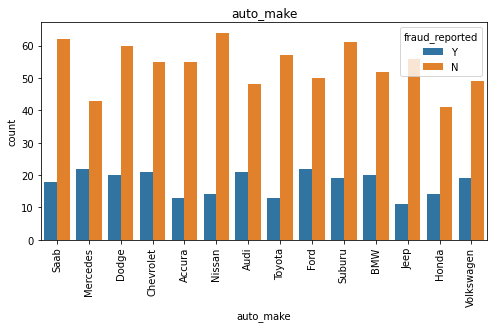 auto_make
fraud_reported
Y
N
count
60
50
40
30
20
10
0
Saab
Mercedes
Dodge
Chevrolet
Accura
Nissan
Audi
Toyota
Ford
Suburu
BMW
Jeep
Honda
Volkswagen
auto_make